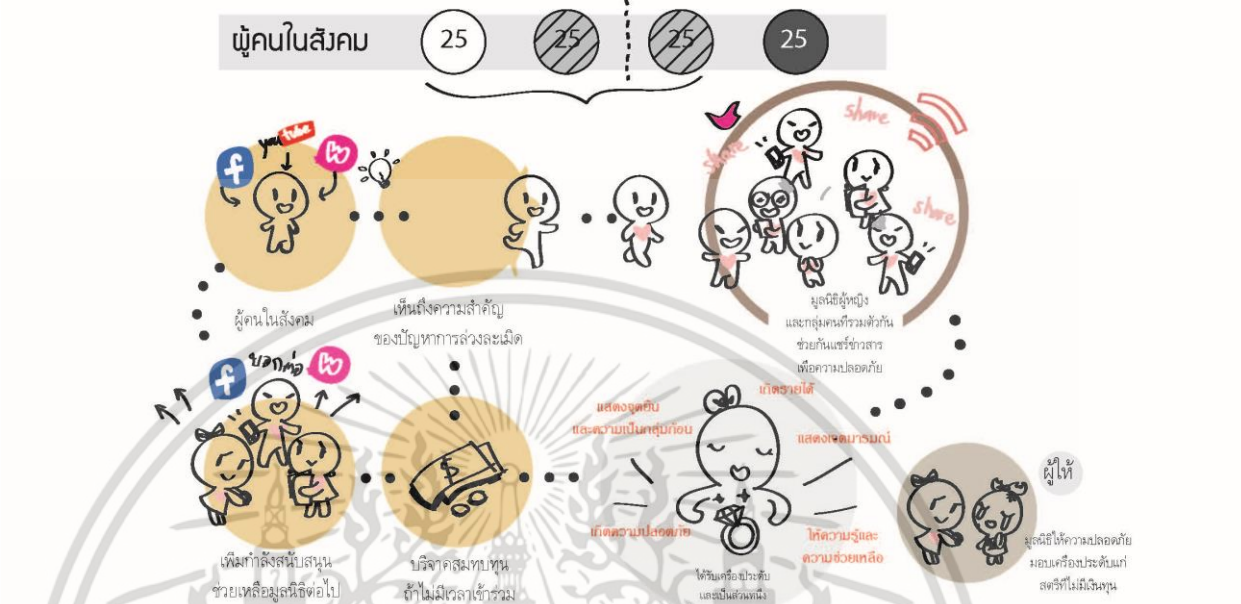 ผู้คนในสังคม 25 25 25 25
you tube
share
share
share
ผู้คนในสังคม
เห็นถึงความสำคัญ
ของปัญหาการล่วงละเมิด
มูลนิธิผู้หญิง
และกลุ่มคนที่รวมตัวกัน
ช่วยกันแชร์ข่าวสาร
เพื่อความปลอดภัย
บอกต่อ
เพิ่มกำลังสนับสนุน
ช่วยเหลือมูลนิธิต่อไป
บริจาคสมทบทุน
ถ้าไม่มีเวลาเข้าร่วม
แสดงจุดยืน
และความเป็นกลุ่มก้อน
เกิดรายได้
แสดงเจตนารมณ์
เกิดความปลอดภัย
ให้ความรู้และ
ความช่วยเหลือ
ได้รับเครื่องประดับ
และเป็นส่วนหนึ่ง
ผู้ให้
มูลนิธิให้ความปลอดภัย
มอบเครื่องประดับแก่
สตรีที่ไม่มีเงินทุน